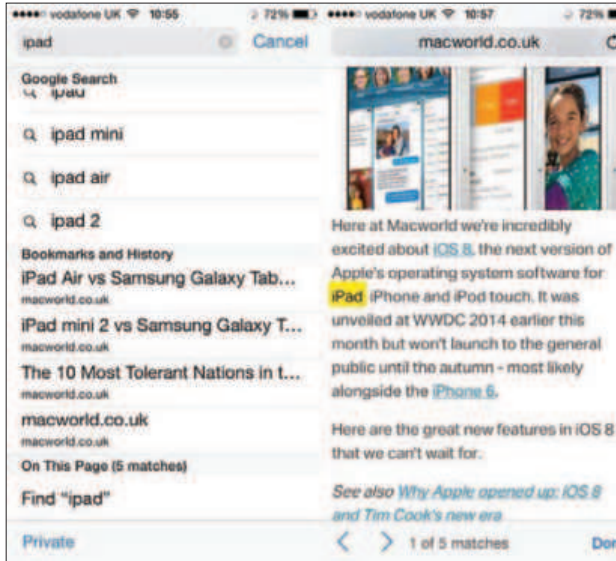 vodafone UK 10:55 72%
ipad Cancel
Google Search
ipad
ipad mini
ipad air
ipad 2
Bookmarks and History
iPad Air vs Samsung Galaxy Tab...
macworld.co.uk
iPad mini 2 vs Samsung Galaxy T...
macworld.co.uk
The 10 Most Tolerant Nations in t...
macworld.co.uk
macworld.co.uk
macworld.co.uk
On This Page (5 matches)
Find "ipad"
Private
vodafone UK 10:57 72%
macworld.co.uk
Here at Macworld we're incredibly
excited about iOS 8, the next version of
Apple's operating system software for
iPad iPhone and iPod touch. It was
unveiled at WWDC 2014 earlier this
month but won't launch to the general
public until the autumn - most likely
alongside the iPhone 6.
Here are the great new features in iOS 8
that we can't wait for.
See also Why Apple opened up: iOS 8
and Tim Cook's new era
1 of 5 matches Don